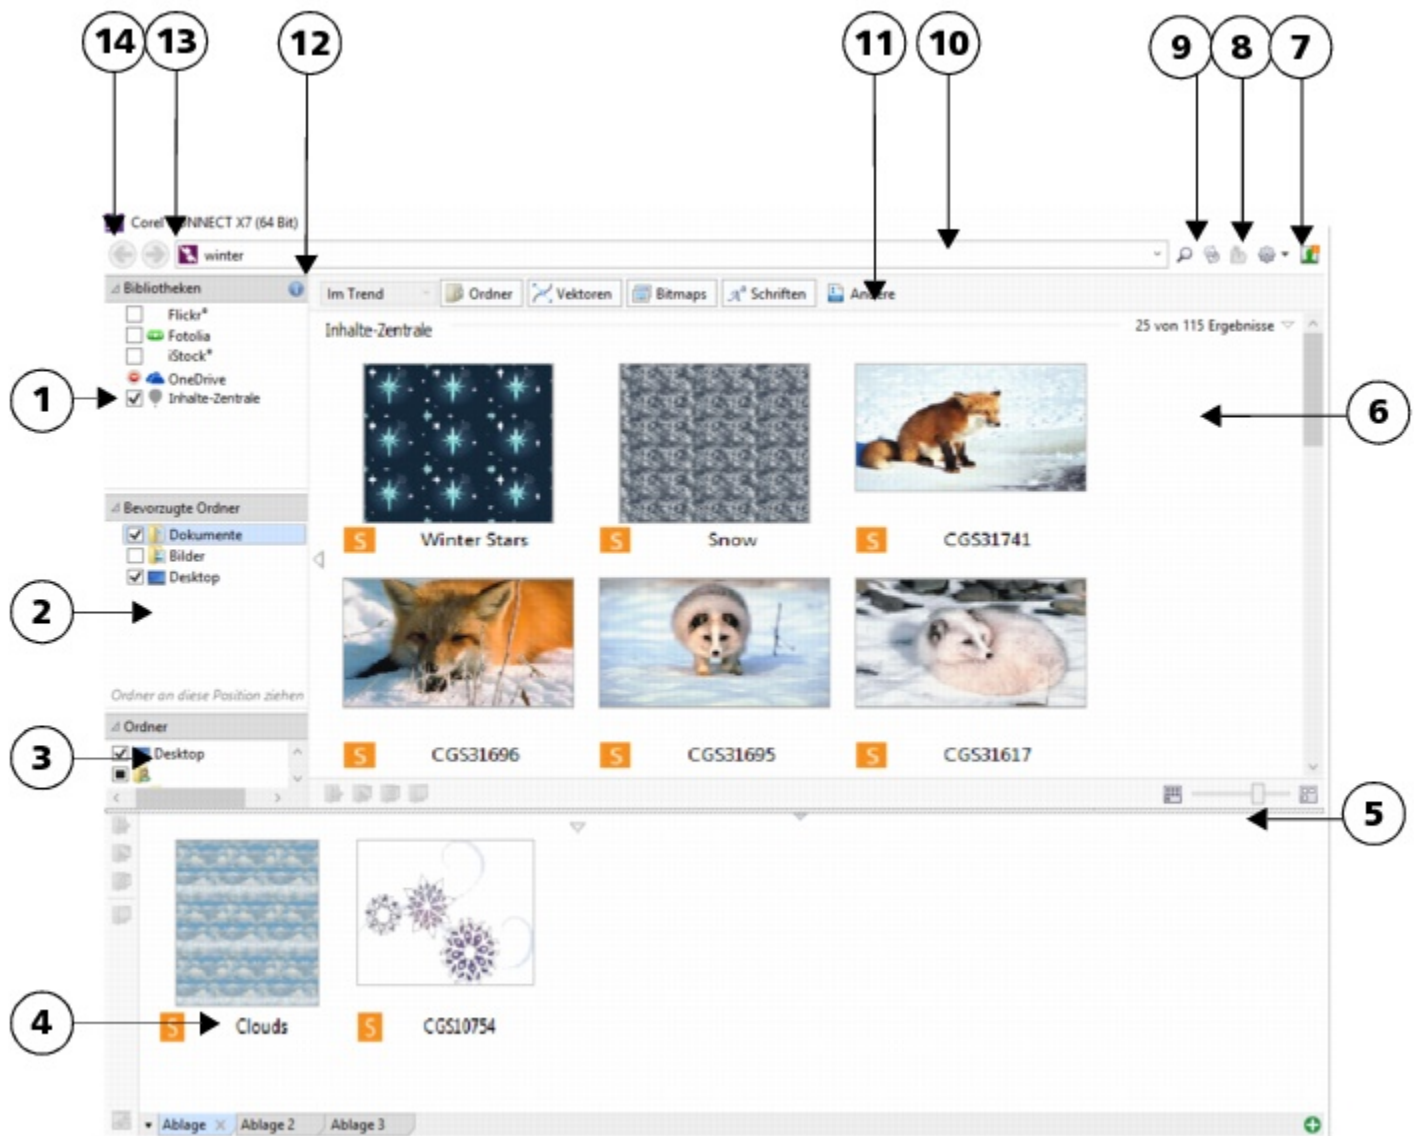 14 13 12 11 10 9 8 7
Corel CONNECT X7 (64 Bit)
winter
Bibliotheken
Im Trend Ordner Vektoren Bitmaps Schriften Andere
Flickr®
Fotolia
iStock®
OneDrive
Inhalte-Zentrale
Inhalte-Zentrale
25 von 115 Ergebnisse
1
6
Bevorzugte Ordner
Dokumente
Bilder
Desktop
2
Ordner an diese Position ziehen
S Winter Stars
S Snow
S CGS31741
Ordner
Desktop
3
S CGS31696
S CGS31695
S CGS31617
5
4
S Clouds
S CGS10754
Ablage Ablage 2 Ablage 3